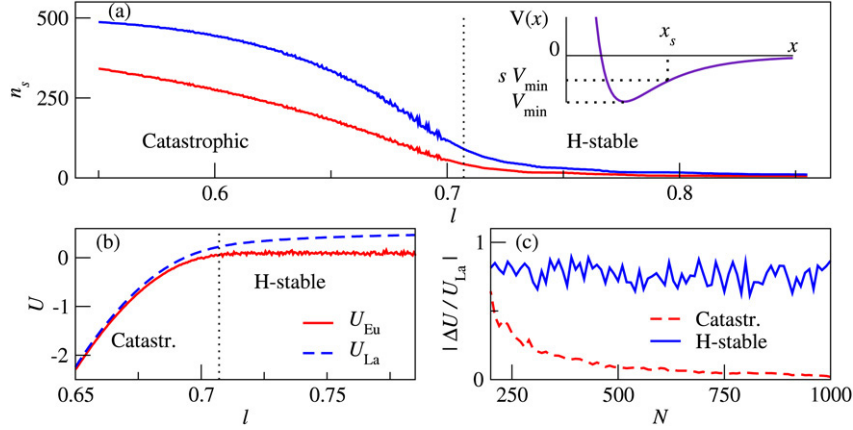 (a)
500
250
0
n_s
Catastrophic
H-stable
0.6
0.7
0.8
l
V(x)
0
x_s
x
s V_min
V_min
(b)
0
-1
-2
U
H-stable
Catastr.
U_Eu
U_La
0.65
0.7
0.75
l
(c)
1
0
| ΔU / U_La |
Catastr.
H-stable
250
500
750
1000
N